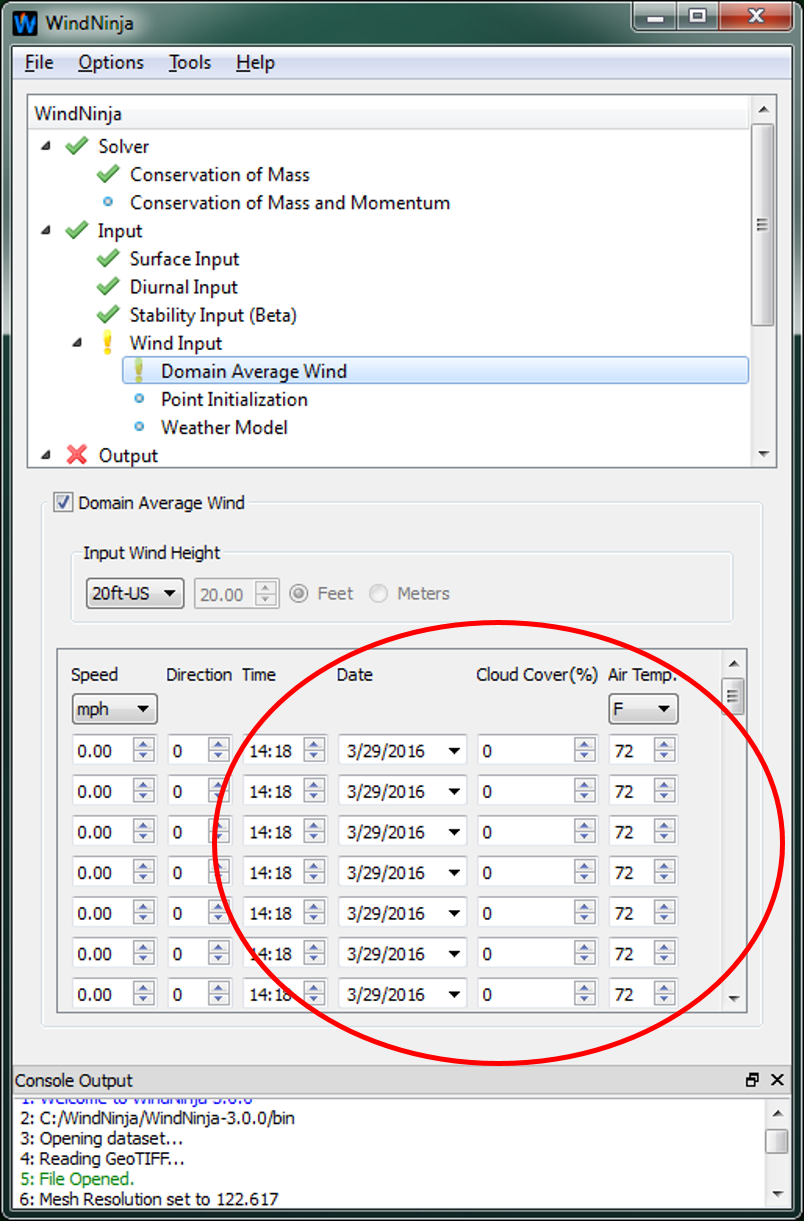 WindNinja
File Options Tools Help
WindNinja
Solver
Conservation of Mass
Conservation of Mass and Momentum
Input
Surface Input
Diurnal Input
Stability Input (Beta)
Wind Input
Domain Average Wind
Point Initialization
Weather Model
Output
Domain Average Wind
Input Wind Height
20ft-US 20.00 Feet Meters
Speed Direction Time Date Cloud Cover(%) Air Temp.
mph F
0.00 0 14:18 3/29/2016 0 72
0.00 0 14:18 3/29/2016 0 72
0.00 0 14:18 3/29/2016 0 72
0.00 0 14:18 3/29/2016 0 72
0.00 0 14:18 3/29/2016 0 72
0.00 0 14:18 3/29/2016 0 72
0.00 0 14:18 3/29/2016 0 72
Console Output
1: Welcome to WindNinja 3.0.0
2: C:/WindNinja/WindNinja-3.0.0/bin
3: Opening dataset...
4: Reading GeoTIFF...
5: File Opened.
6: Mesh Resolution set to 122.617